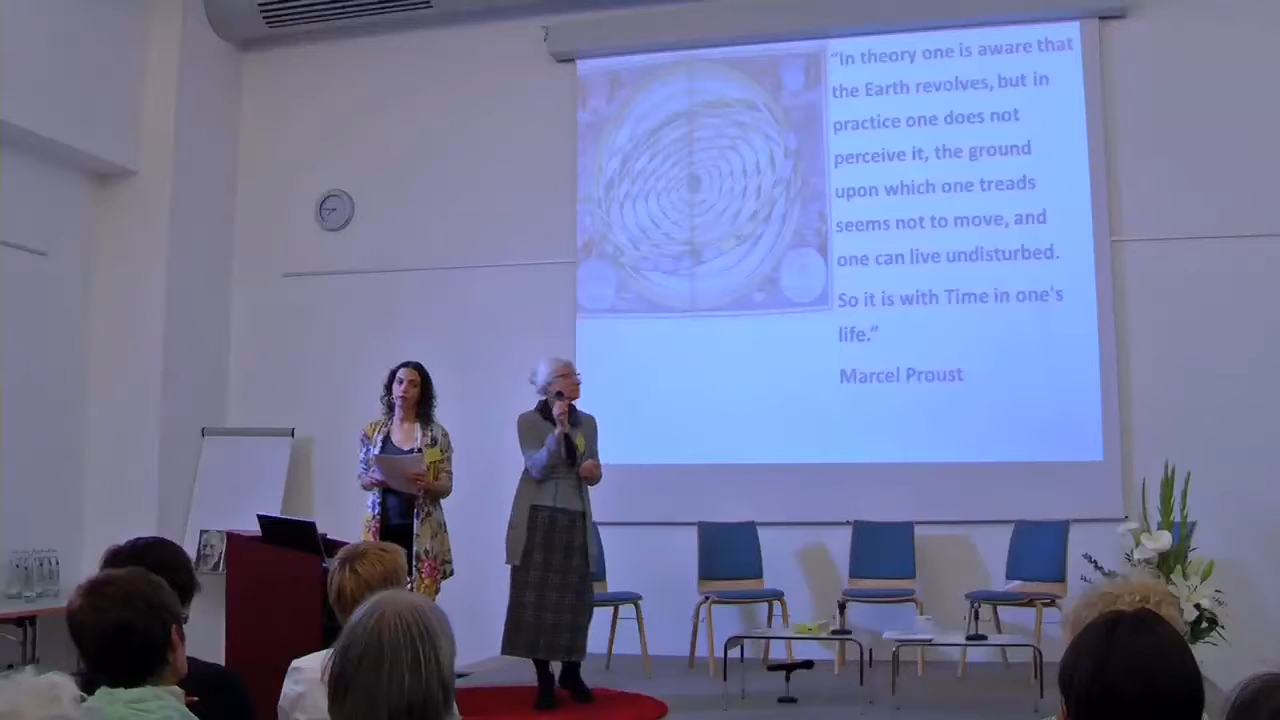 “In theory one is aware that
the Earth revolves, but in
practice one does not
perceive it, the ground
upon which one treads
seems not to move, and
one can live undisturbed.
So it is with Time in one's
life.”
Marcel Proust